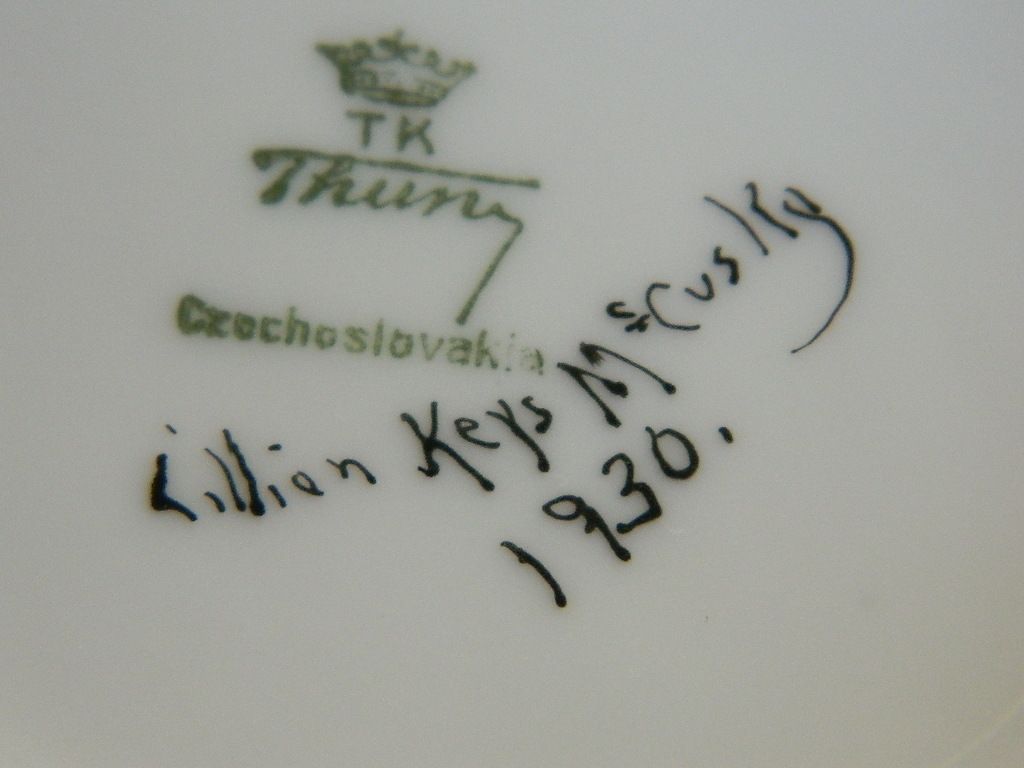 TK
Thun
Czechoslovakia
Lillian Keys McCusky
1930.